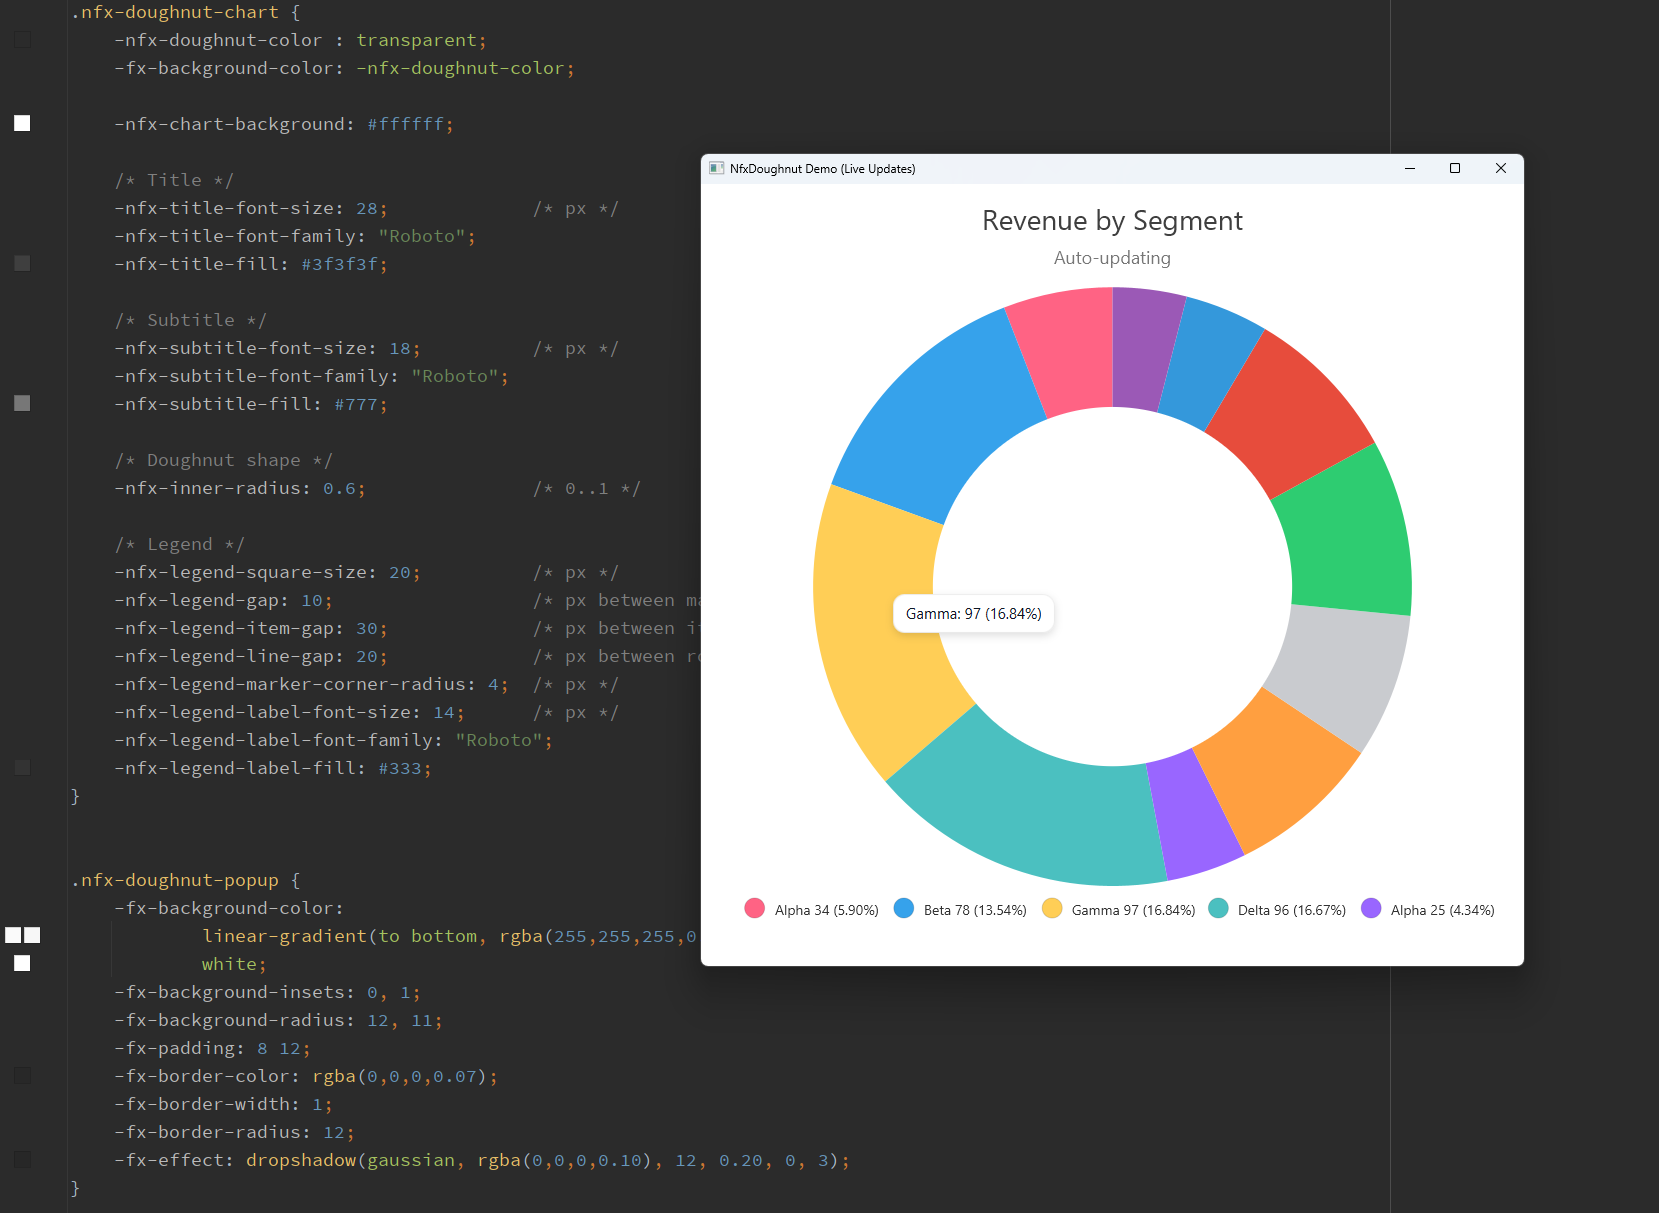 .nfx-doughnut-chart {
-nfx-doughnut-color : transparent;
-fx-background-color: -nfx-doughnut-color;
-nfx-chart-background: #ffffff;
/* Title */
-nfx-title-font-size: 28; /* px */
-nfx-title-font-family: "Roboto";
-nfx-title-fill: #3f3f3f;
/* Subtitle */
-nfx-subtitle-font-size: 18; /* px */
-nfx-subtitle-font-family: "Roboto";
-nfx-subtitle-fill: #777;
/* Doughnut shape */
-nfx-inner-radius: 0.6; /* 0..1 */
/* Legend */
-nfx-legend-square-size: 20; /* px */
-nfx-legend-gap: 10; /* px between
-nfx-legend-item-gap: 30; /* px between
-nfx-legend-line-gap: 20; /* px between
-nfx-legend-marker-corner-radius: 4; /* px */
-nfx-legend-label-font-size: 14; /* px */
-nfx-legend-label-font-family: "Roboto";
-nfx-legend-label-fill: #333;
}
.nfx-doughnut-popup {
-fx-background-color:
linear-gradient(to bottom, rgba(255,255,255,0
white;
-fx-background-insets: 0, 1;
-fx-background-radius: 12, 11;
-fx-padding: 8 12;
-fx-border-color: rgba(0,0,0,0.07);
-fx-border-width: 1;
-fx-border-radius: 12;
-fx-effect: dropshadow(gaussian, rgba(0,0,0,0.10), 12, 0.20, 0, 3);
}
NfxDoughnut Demo (Live Updates)
Revenue by Segment
Auto-updating
Gamma: 97 (16.84%)
Alpha 34 (5.90%) Beta 78 (13.54%) Gamma 97 (16.84%) Delta 96 (16.67%) Alpha 25 (4.34%)